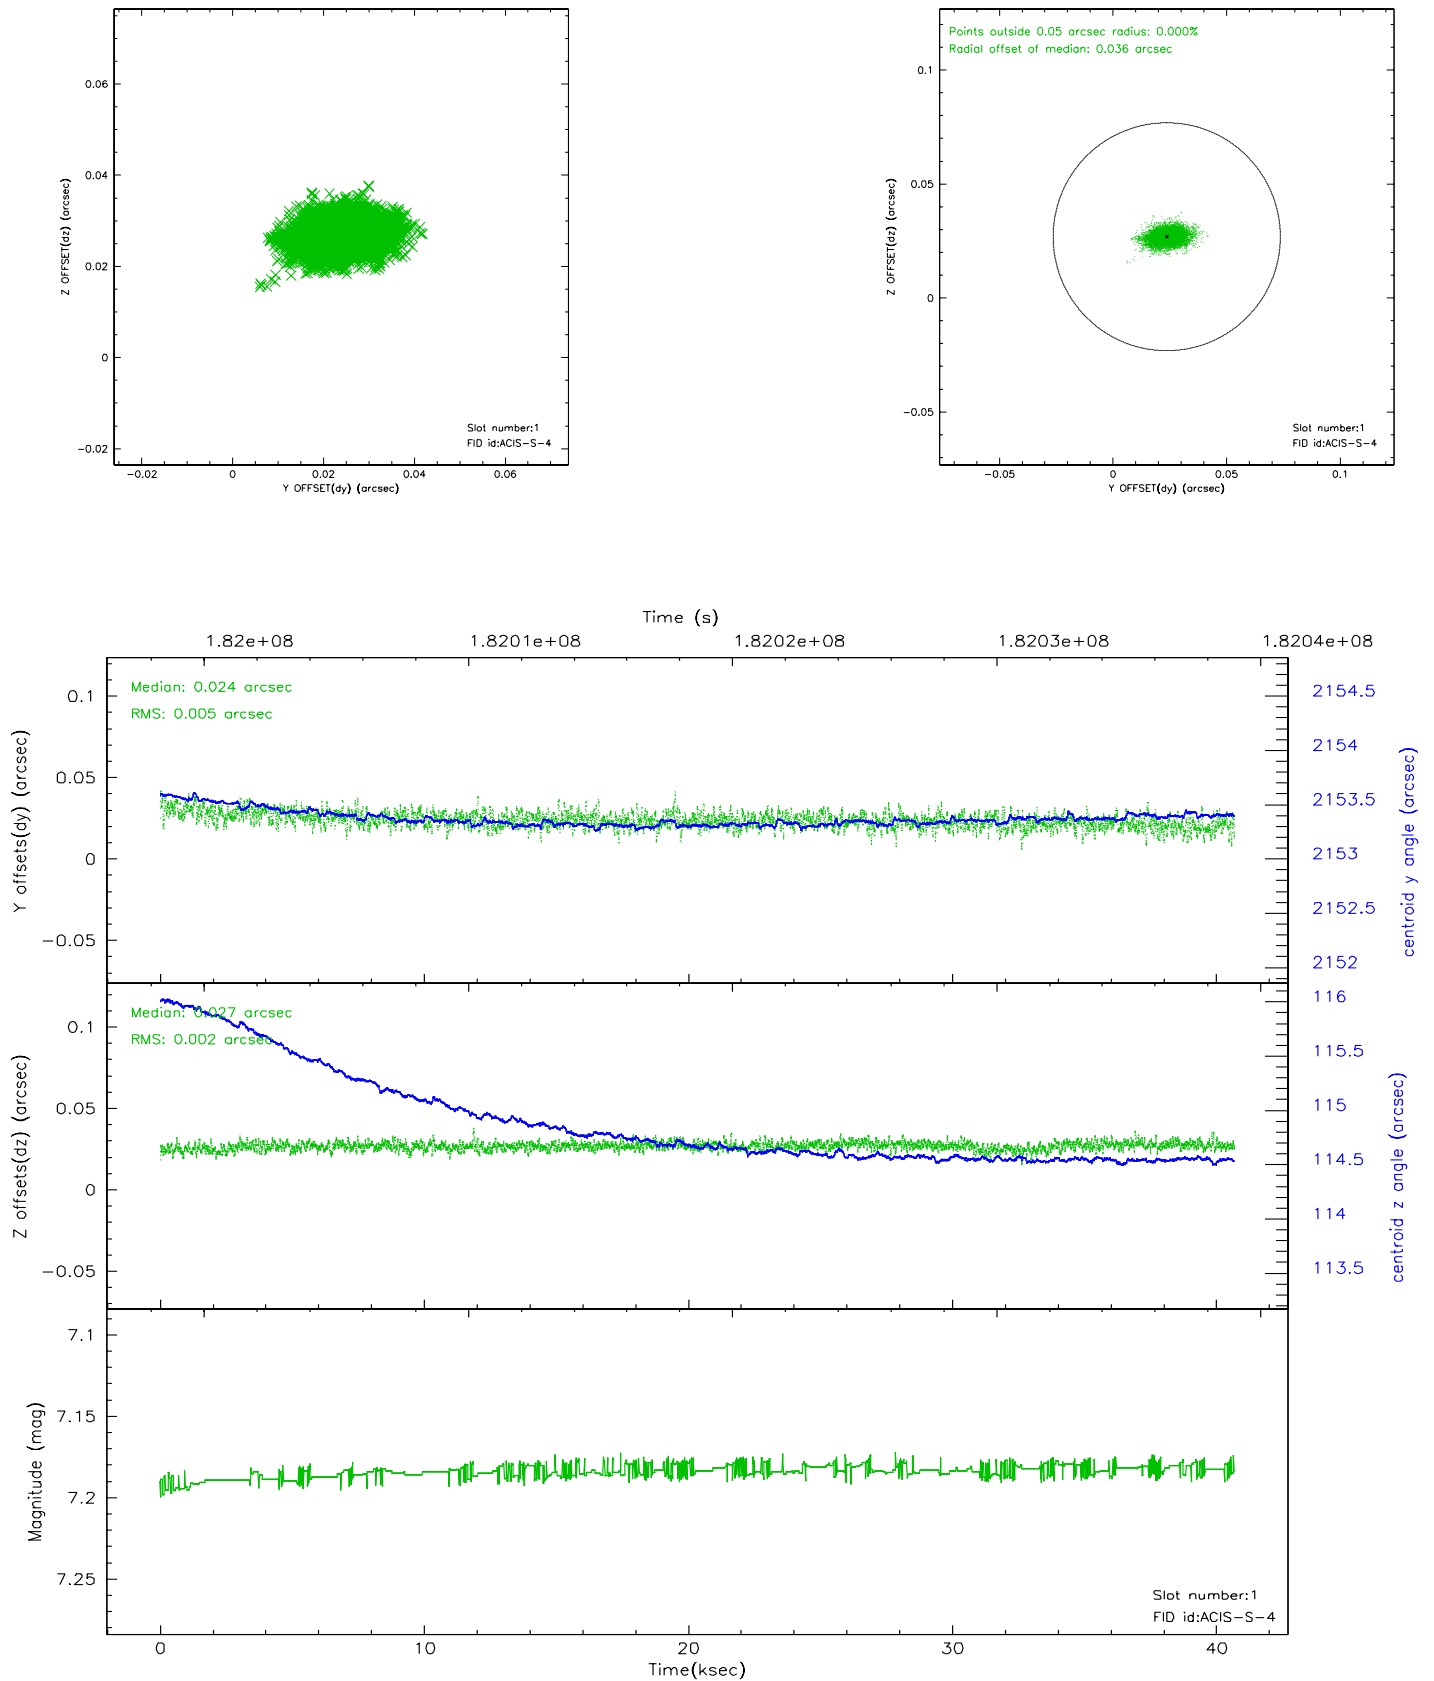 0.06
0.04
0.02
0
−0.02
Z OFFSET(dz) (arcsec)
Slot number:1
FID id:ACIS−S−4
−0.02 0 0.02 0.04 0.06
Y OFFSET(dy) (arcsec)
Points outside 0.05 arcsec radius: 0.000%
Radial offset of median: 0.036 arcsec
0.1
0.05
0
−0.05
Z OFFSET(dz) (arcsec)
Slot number:1
FID id:ACIS−S−4
−0.05 0 0.05 0.1
Y OFFSET(dy) (arcsec)
Time (s)
1.82e+08 1.8201e+08 1.8202e+08 1.8203e+08 1.8204e+08
Median: 0.024 arcsec
RMS: 0.005 arcsec
0.1
0.05
0
−0.05
Y offsets(dy) (arcsec)
2154.5
2154
2153.5
2153
2152.5
2152
centroid y angle (arcsec)
Median: 0.027 arcsec
RMS: 0.002 arcsec
0.1
0.05
0
−0.05
Z offsets(dz) (arcsec)
116
115.5
115
114.5
114
113.5
centroid z angle (arcsec)
7.1
7.15
7.2
7.25
Magnitude (mag)
Slot number:1
FID id:ACIS−S−4
0 10 20 30 40
Time(ksec)